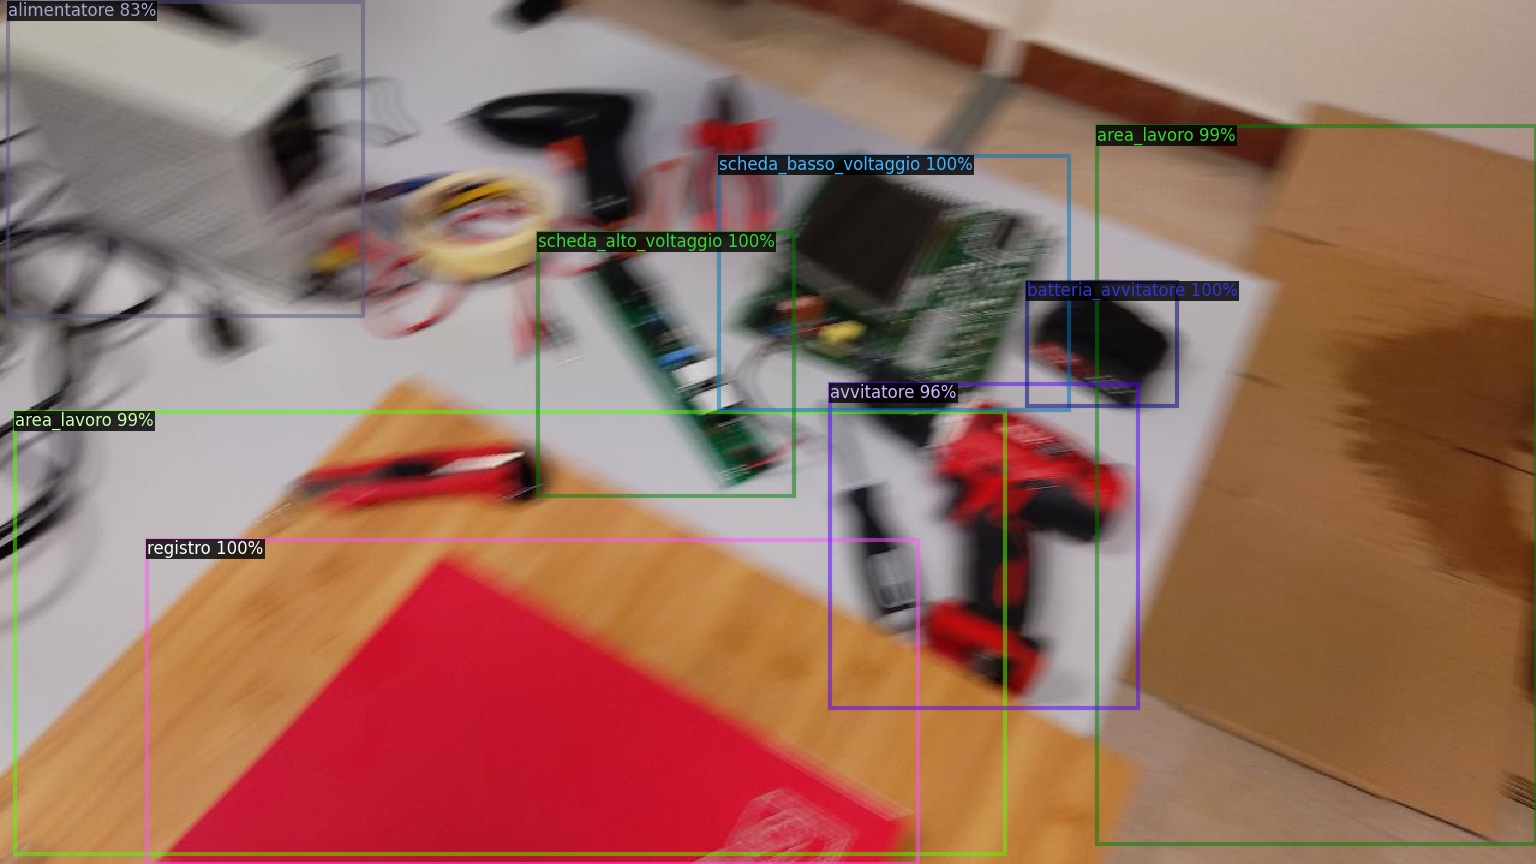 alimentatore 83%
area_lavoro 99%
scheda_basso_voltaggio 100%
scheda_alto_voltaggio 100%
batteria_avvitatore 100%
avvitatore 96%
area_lavoro 99%
registro 100%